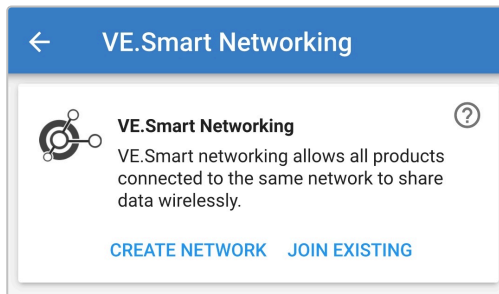 VE.Smart Networking
VE.Smart Networking
VE.Smart networking allows all products
connected to the same network to share
data wirelessly.
CREATE NETWORK JOIN EXISTING